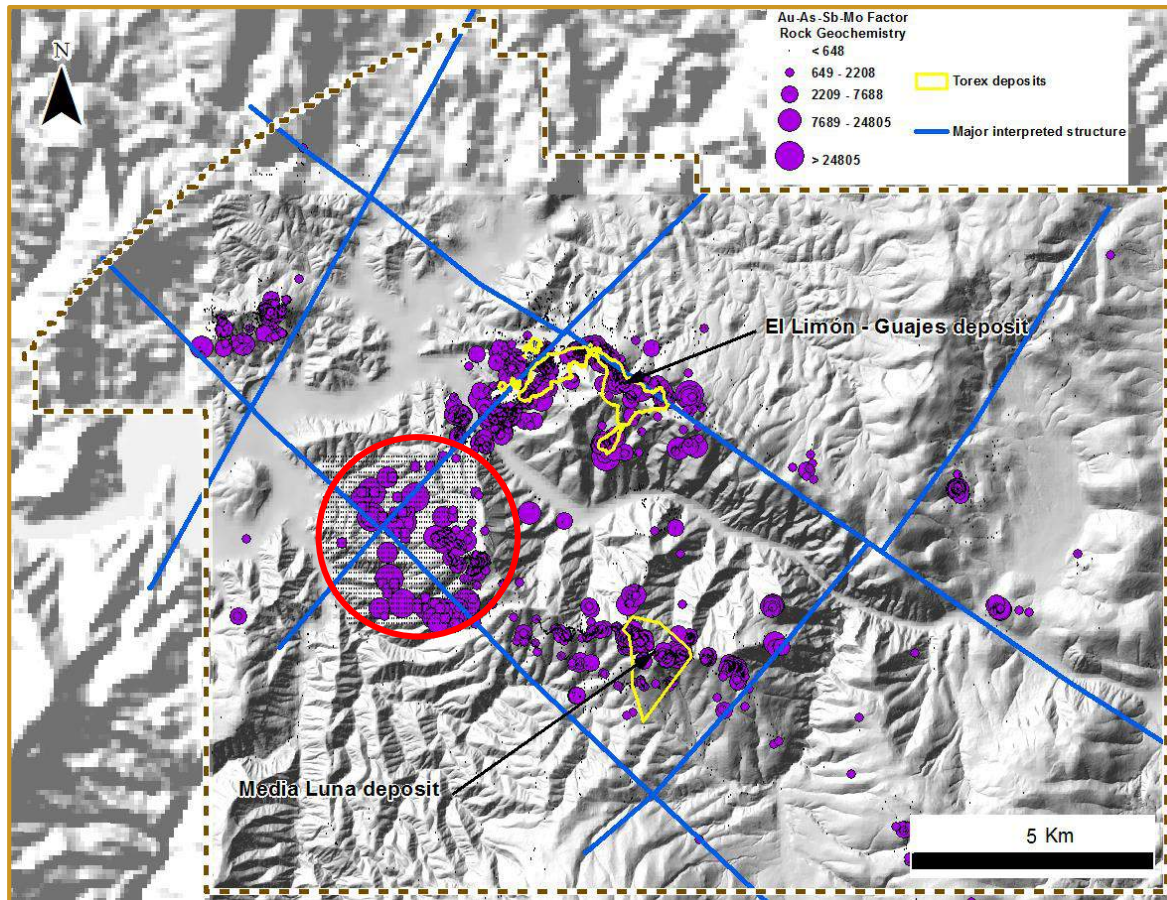 N
Au-As-Sb-Mo Factor
Rock Geochemistry
< 648
649 - 2208
2209 - 7688
7689 - 24805
> 24805
Torex deposits
Major interpreted structure
El Limón - Guajes deposit
Media Luna deposit
5 Km